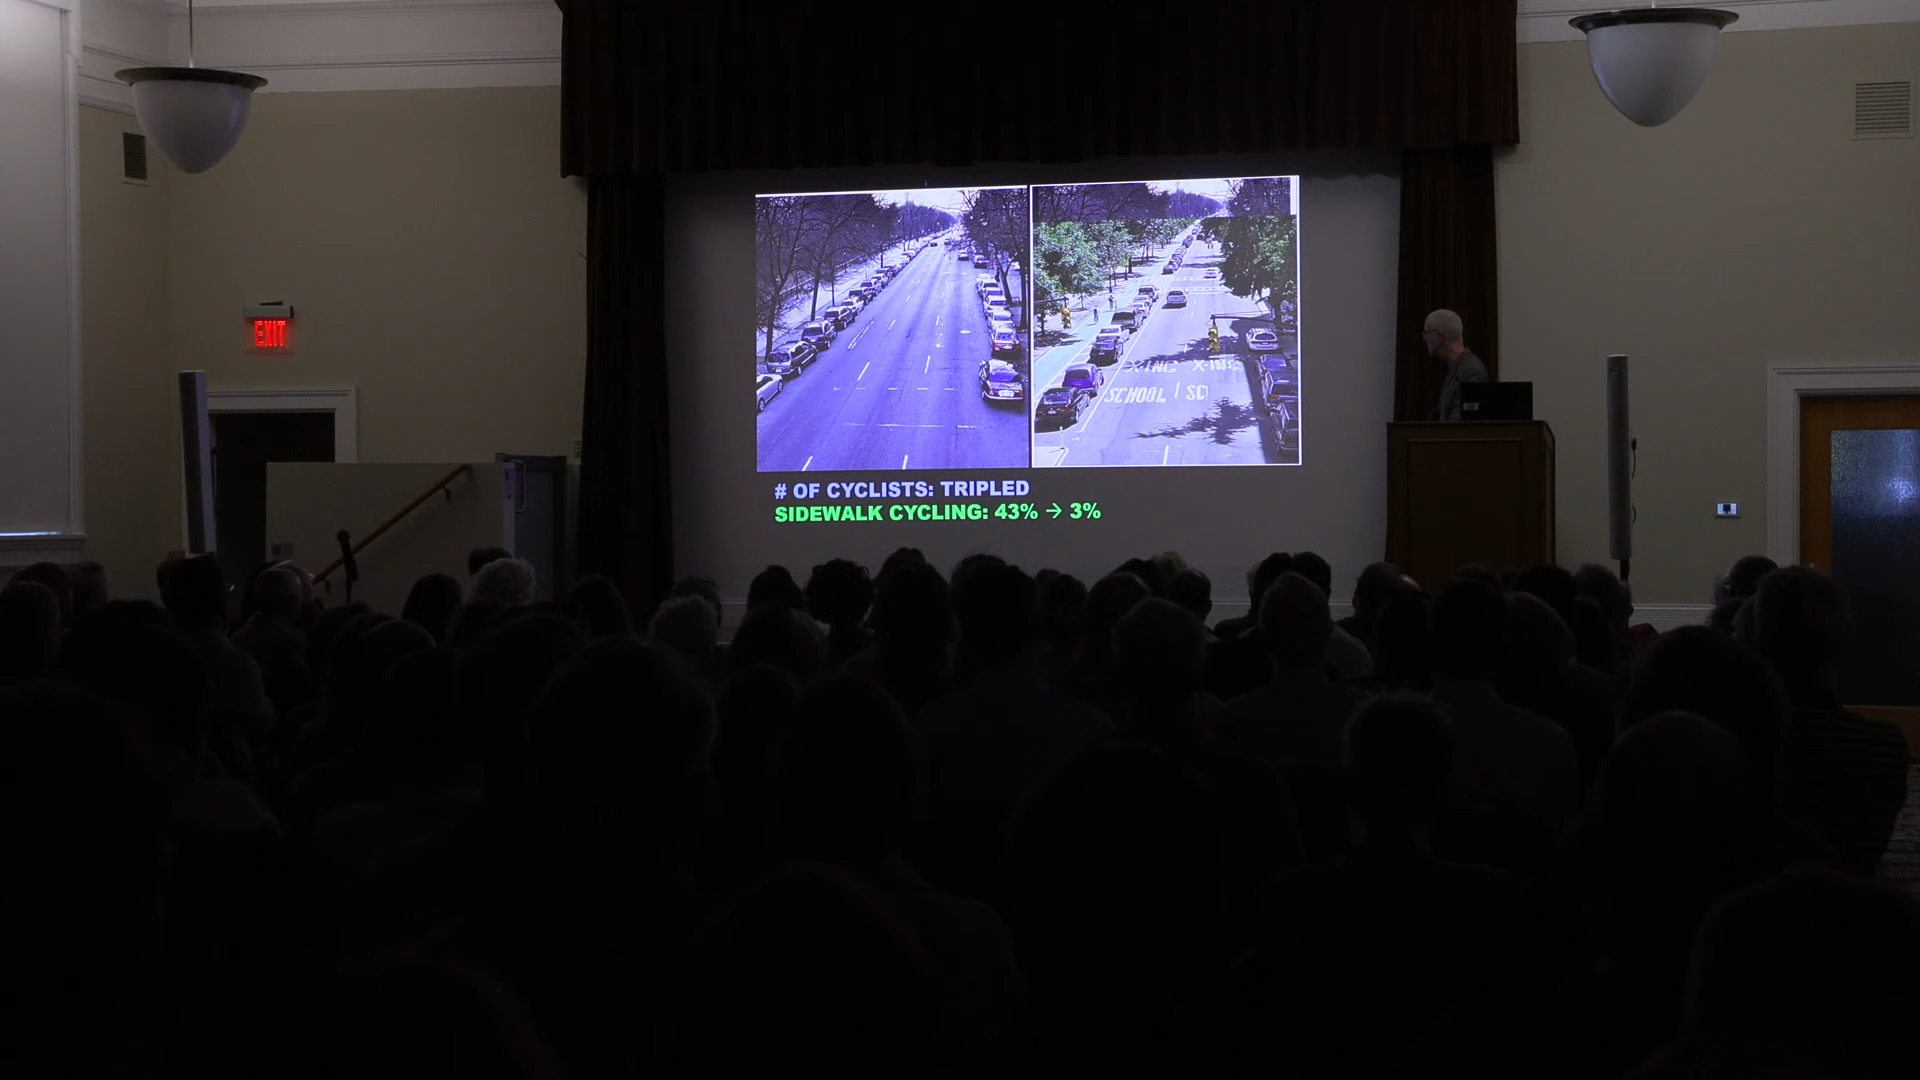 EXIT
X-ING X-ING
SCHOOL SC
# OF CYCLISTS: TRIPLED
SIDEWALK CYCLING: 43% → 3%